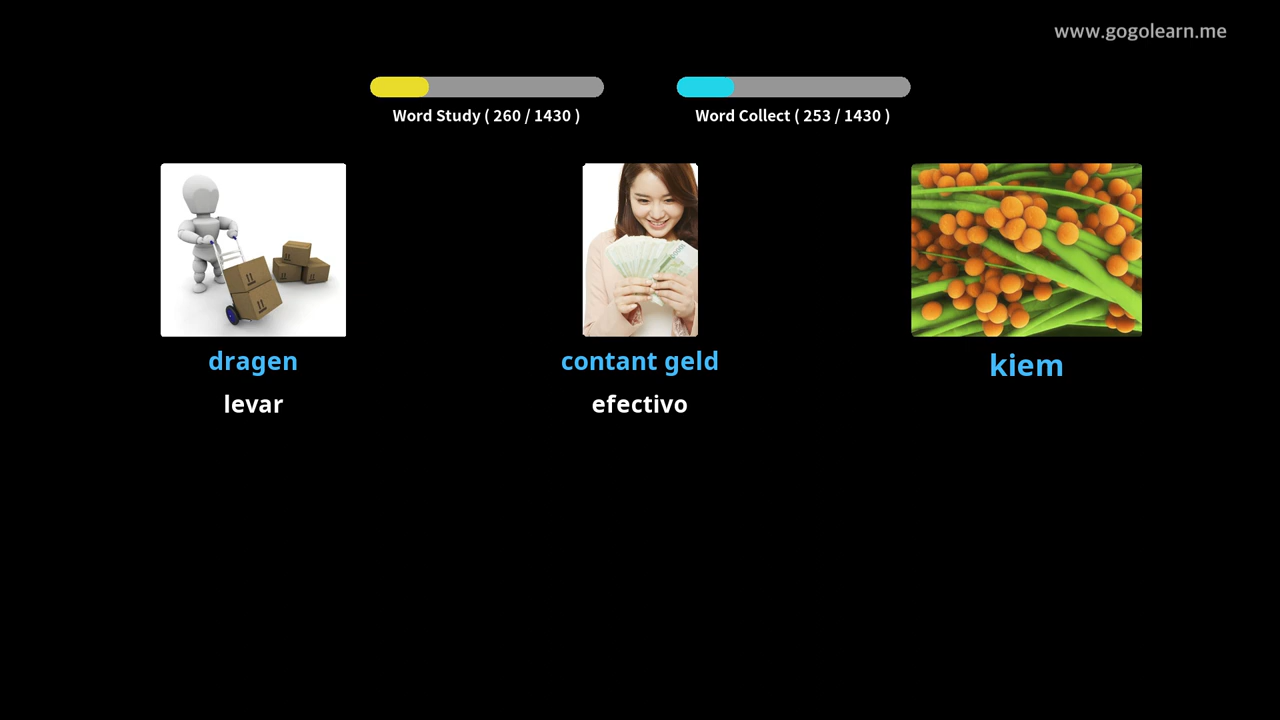 www.gogolearn.me
Word Study ( 260 / 1430 )
Word Collect ( 253 / 1430 )
dragen
levar
contant geld
efectivo
kiem